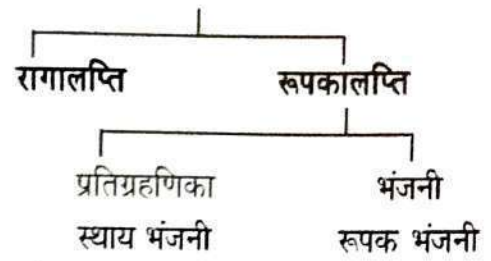 रागालप्ति रूपकालप्ति
प्रतिग्रहणिका भंजनी
स्थाय भंजनी रूपक भंजनी